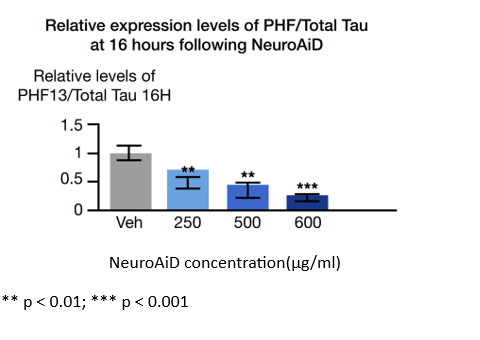 Relative expression levels of PHF/Total Tau
at 16 hours following NeuroAiD
Relative levels of
PHF13/Total Tau 16H
1.5
1
0.5
0
** ** ***
Veh 250 500 600
NeuroAiD concentration(µg/ml)
** p < 0.01; *** p < 0.001